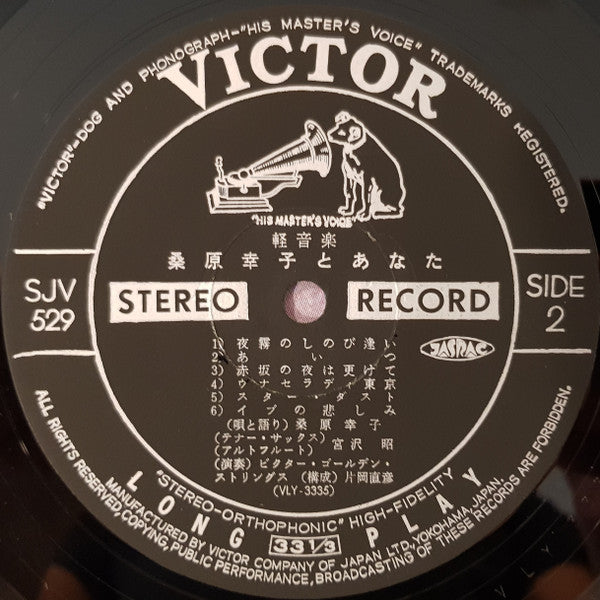 "VICTOR"-DOG AND PHONOGRAPH-"HIS MASTER'S VOICE" TRADEMARKS REGISTERED.
VICTOR
"HIS MASTER'S VOICE"
軽音楽
桑原幸子とあなた
SJV
529
STEREO
RECORD
SIDE
2
1) 夜霧のしのび逢い
2) あいつ
3) 赤坂の夜は更けて
4) ウナセラディ東京
5) スターダスト
6) イブの悲しみ
JASRAC
(唄と語り) 桑原幸子
(テナー・サックス)
(アルトフルート)
宮沢 昭
(演奏) ビクター・ゴールデン・
ストリングス (構成) 片岡直彦
(VLY-3335)
"STEREO-ORTHOPHONIC" HIGH-FIDELITY
LONG 33 1/3 PLAY
MANUFACTURED BY VICTOR COMPANY OF JAPAN LTD., YOKOHAMA, JAPAN.
ALL RIGHTS RESERVED, COPYING, PUBLIC PERFORMANCE, BROADCASTING OF THESE RECORDS ARE FORBIDDEN.
V L Y